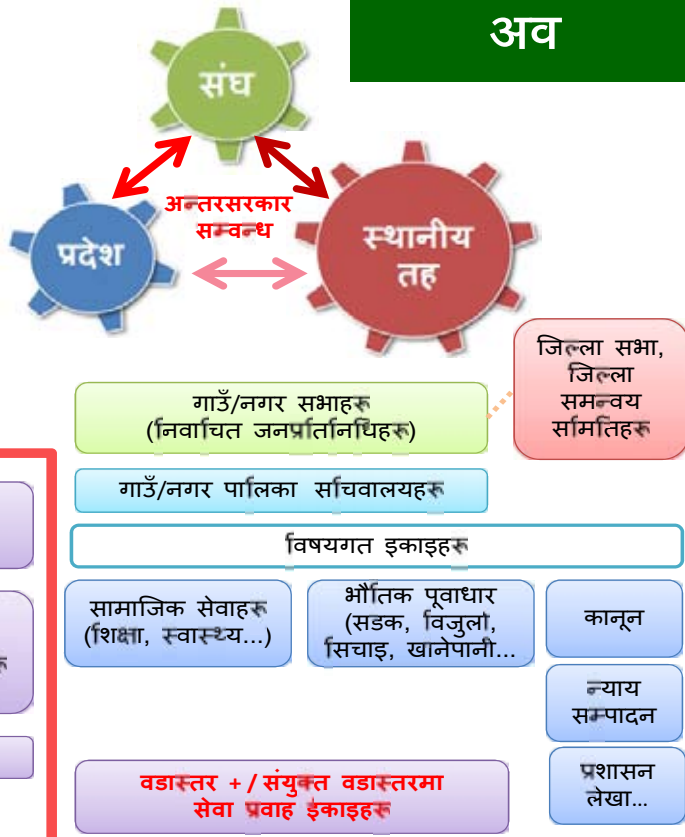 अव
संघ
अन्तरसरकार
सम्वन्ध
प्रदेश
स्थानीय
तह
जिल्ला सभा,
जिल्ला
समन्वय
समितिहरू
गाउँ/नगर सभाहरू
(निर्वाचित जनप्रतिनिधिहरू)
गाउँ/नगर पालिका सचिवालयहरू
विषयगत इकाइहरू
सामाजिक सेवाहरू
(शिक्षा, स्वास्थ्य...)
भौतिक पूर्वाधार
(सडक, विजुली,
सिचाइ, खानेपानी...
कानून
न्याय
सम्पादन
प्रशासन
लेखा...
वडास्तर + / संयुक्त वडास्तरमा
सेवा प्रवाह इकाइहरू